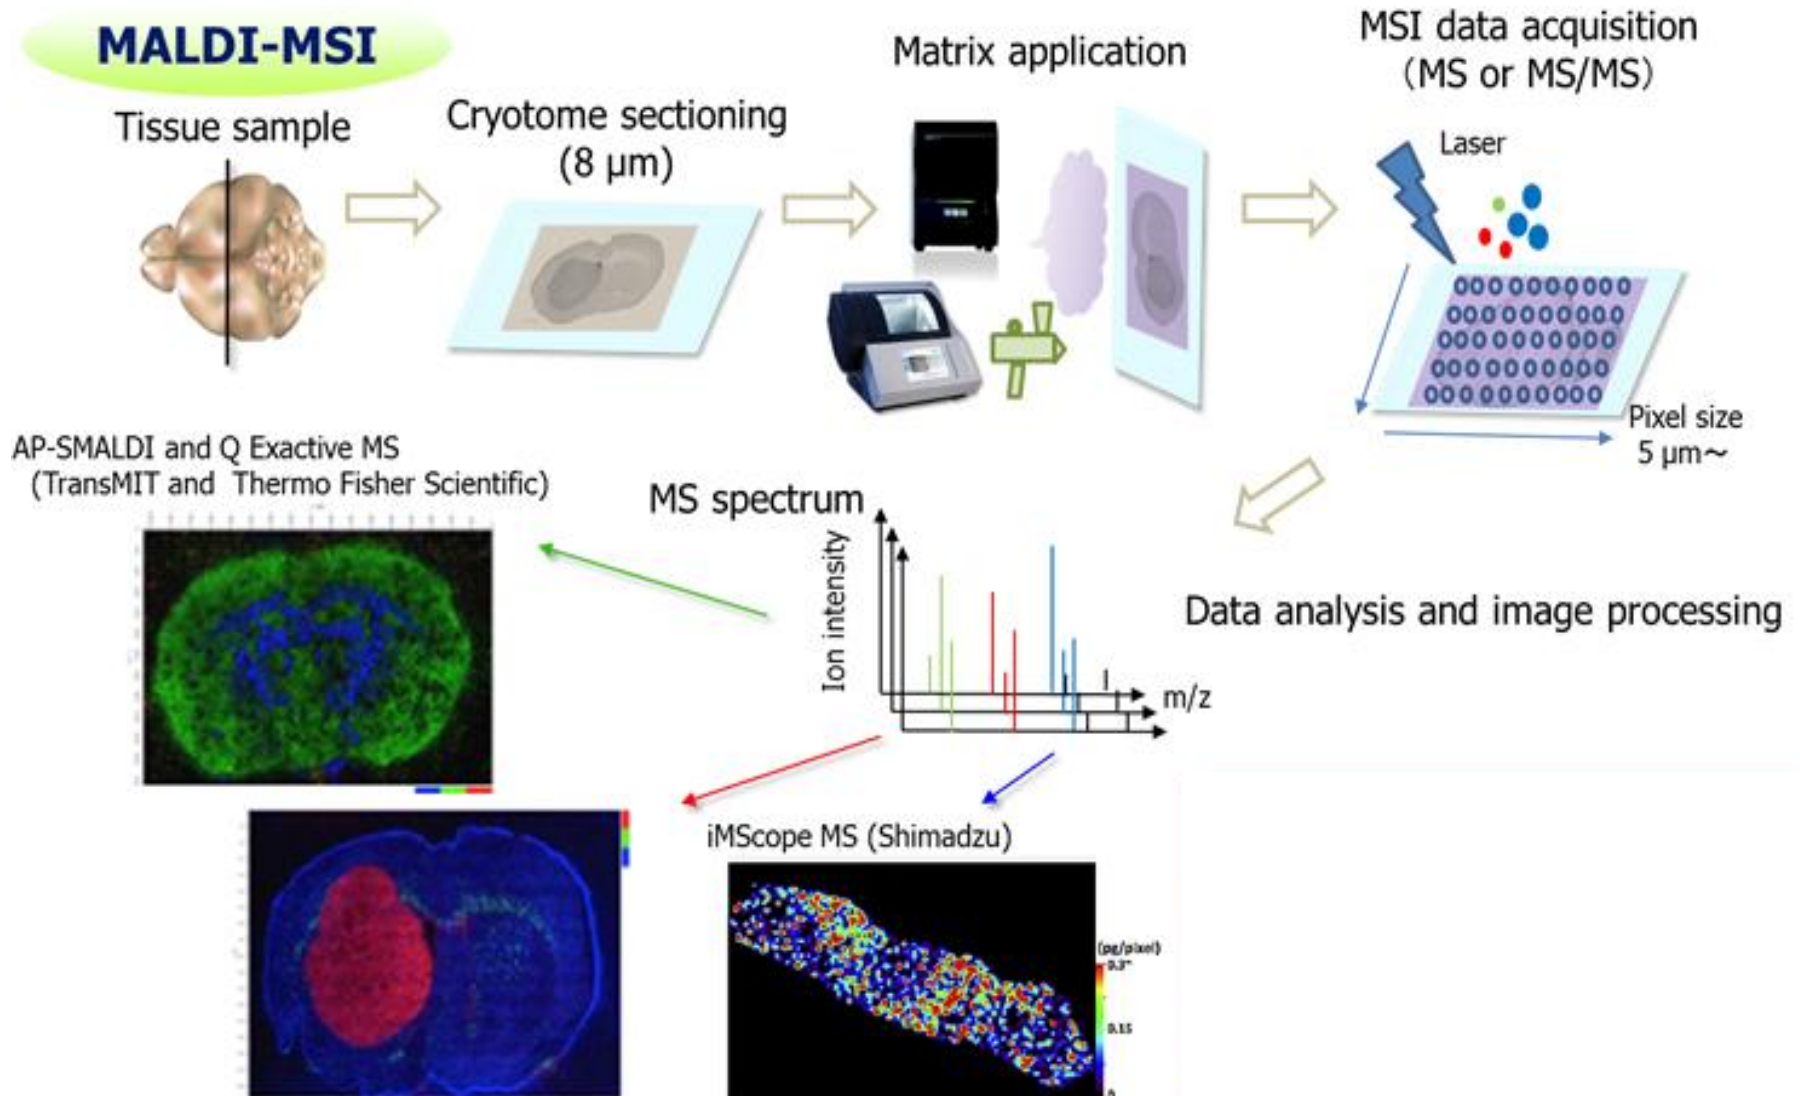 MALDI-MSI
Tissue sample
Cryotome sectioning
(8 µm)
Matrix application
MSI data acquisition
(MS or MS/MS)
Laser
Pixel size
5 µm~
AP-SMALDI and Q Exactive MS
(TransMIT and Thermo Fisher Scientific)
MS spectrum
Ion intensity
m/z
Data analysis and image processing
iMScope MS (Shimadzu)
(pg/pixel)
0.15
0